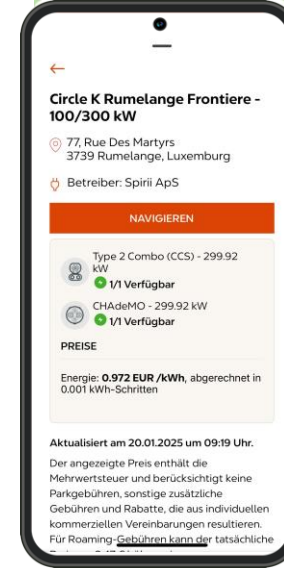 Circle K Rumelange Frontiere -
100/300 kW
77, Rue Des Martyrs
3739 Rumelange, Luxemburg
Betreiber: Spirii ApS
NAVIGIEREN
Type 2 Combo (CCS) - 299.92
kW
1/1 Verfügbar
CHAdeMO - 299.92 kW
1/1 Verfügbar
PREISE
Energie: 0.972 EUR /kWh, abgerechnet in
0.001 kWh-Schritten
Aktualisiert am 20.01.2025 um 09:19 Uhr.
Der angezeigte Preis enthält die
Mehrwertsteuer und berücksichtigt keine
Parkgebühren, sonstige zusätzliche
Gebühren und Rabatte, die aus individuellen
kommerziellen Vereinbarungen resultieren.
Für Roaming-Gebühren kann der tatsächliche